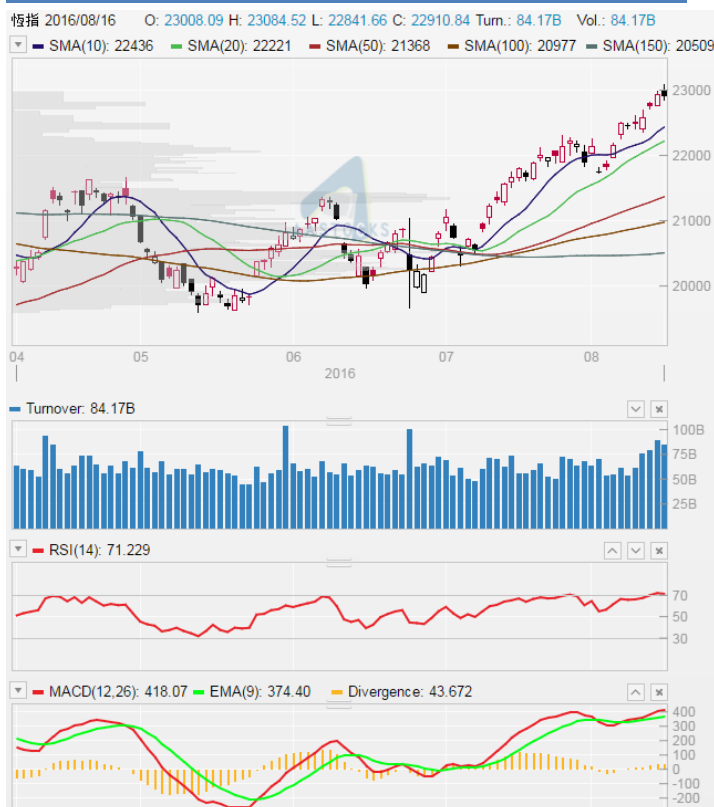 恆指 2016/08/16 O: 23008.09 H: 23084.52 L: 22841.66 C: 22910.84 Turn.: 84.17B Vol.: 84.17B
SMA(10): 22436 SMA(20): 22221 SMA(50): 21368 SMA(100): 20977 SMA(150): 20509
23000
22000
21000
20000
04 05 06 07 08
2016
Turnover: 84.17B
100B
75B
50B
25B
RSI(14): 71.229
70
50
30
MACD(12,26): 418.07 EMA(9): 374.40 Divergence: 43.672
400
300
200
100
0
-100
-200